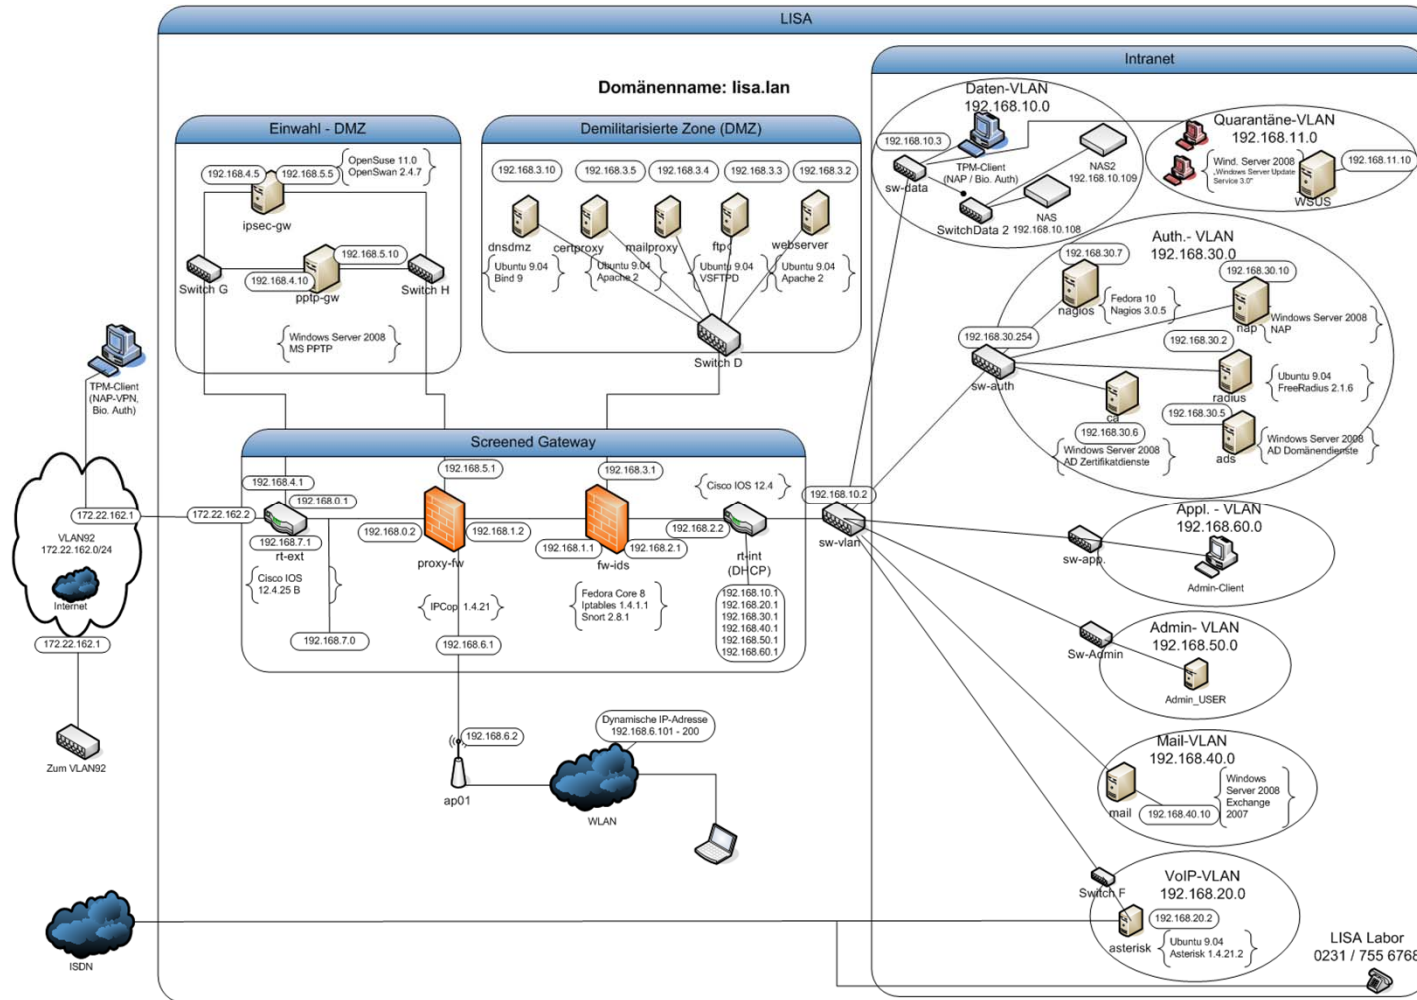 LISA
Intranet
Domänenname: lisa.lan
Einwahl - DMZ
192.168.4.5
192.168.5.5
OpenSuse 11.0
OpenSwan 2.4.7
ipsec-gw
192.168.5.10
192.168.4.10
Switch G
pptp-gw
Switch H
Windows Server 2008
MS PPTP
Demilitarisierte Zone (DMZ)
192.168.3.10
192.168.3.5
192.168.3.4
192.168.3.3
192.168.3.2
dnsdmz
certproxy
mailproxy
ftp
webserver
Ubuntu 9.04
Bind 9
Ubuntu 9.04
Apache 2
Ubuntu 9.04
VSFTPD
Ubuntu 9.04
Apache 2
Switch D
Daten-VLAN
192.168.10.0
192.168.10.3
sw-data
TPM-Client
(NAP / Bio. Auth)
NAS2
192.168.10.109
SwitchData 2
NAS
192.168.10.108
Quarantäne-VLAN
192.168.11.0
Wind. Server 2008
„Windows Server Update
Service 3.0"
192.168.11.10
WSUS
Auth.- VLAN
192.168.30.0
192.168.30.7
nagios
Fedora 10
Nagios 3.0.5
192.168.30.10
nap
Windows Server 2008
NAP
192.168.30.254
sw-auth
192.168.30.2
radius
Ubuntu 9.04
FreeRadius 2.1.6
ca
192.168.30.6
Windows Server 2008
AD Zertifikatdienste
192.168.30.5
ads
Windows Server 2008
AD Domänendienste
TPM-Client
(NAP-VPN,
Bio. Auth)
172.22.162.1
VLAN92
172.22.162.0/24
Internet
172.22.162.1
Zum VLAN92
ISDN
Screened Gateway
192.168.4.1
192.168.0.1
172.22.162.2
192.168.7.1
rt-ext
Cisco IOS
12.4.25 B
192.168.7.0
192.168.5.1
192.168.0.2
192.168.1.2
proxy-fw
IPCop 1.4.21
192.168.6.1
192.168.3.1
192.168.1.1
192.168.2.1
fw-ids
Fedora Core 8
Iptables 1.4.1.1
Snort 2.8.1
Cisco IOS 12.4
192.168.2.2
rt-int
(DHCP)
192.168.10.1
192.168.20.1
192.168.30.1
192.168.40.1
192.168.50.1
192.168.60.1
192.168.10.2
sw-vlan
192.168.6.2
ap01
Dynamische IP-Adresse
192.168.6.101 - 200
WLAN
Appl. - VLAN
192.168.60.0
sw-app.
Admin-Client
Admin- VLAN
192.168.50.0
Sw-Admin
Admin_USER
Mail-VLAN
192.168.40.0
mail
Windows
Server 2008
Exchange
2007
192.168.40.10
VoIP-VLAN
192.168.20.0
Switch F
192.168.20.2
asterisk
Ubuntu 9.04
Asterisk 1.4.21.2
LISA Labor
0231 / 755 6768